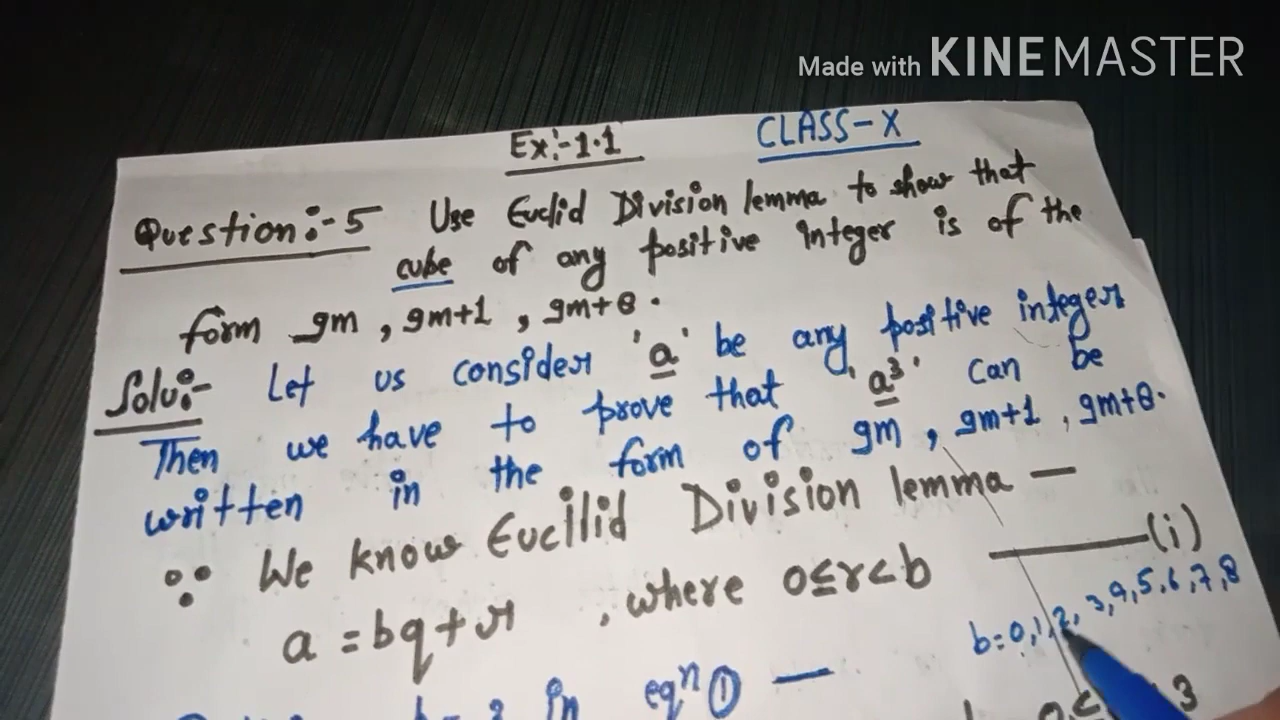 Made with KINEMASTER
Ex:-1.1 CLASS-X
Question:-5 Use Euclid Division lemma to show that
cube of any positive integer is of the
form 9m, 9m+1, 9m+8.
Solu:- Let us consider 'a' be any positive integer
Then we have to prove that 'a³' can be
written in the form of 9m, 9m+1, 9m+8.
∵ We know Eucilid Division lemma —
a = bq+r, where 0≤r<b —(i)
b=0,1,2,3,4,5,6,7,8
in eqⁿ ① —
3